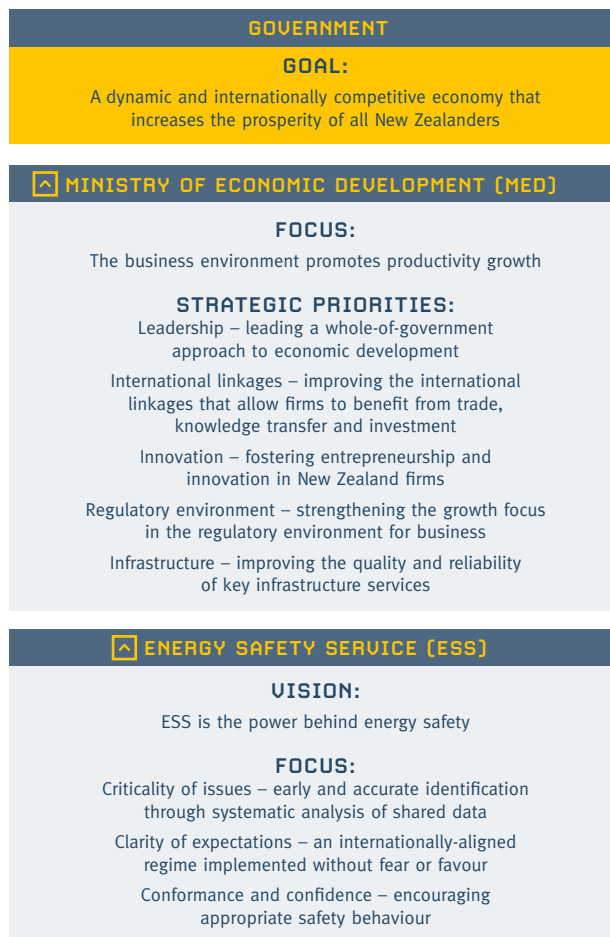 GOVERNMENT
GOAL:
A dynamic and internationally competitive economy that
increases the prosperity of all New Zealanders
MINISTRY OF ECONOMIC DEVELOPMENT (MED)
FOCUS:
The business environment promotes productivity growth
STRATEGIC PRIORITIES:
Leadership – leading a whole-of-government
approach to economic development
International linkages – improving the international
linkages that allow firms to benefit from trade,
knowledge transfer and investment
Innovation – fostering entrepreneurship and
innovation in New Zealand firms
Regulatory environment – strengthening the growth focus
in the regulatory environment for business
Infrastructure – improving the quality and reliability
of key infrastructure services
ENERGY SAFETY SERVICE (ESS)
VISION:
ESS is the power behind energy safety
FOCUS:
Criticality of issues – early and accurate identification
through systematic analysis of shared data
Clarity of expectations – an internationally-aligned
regime implemented without fear or favour
Conformance and confidence – encouraging
appropriate safety behaviour